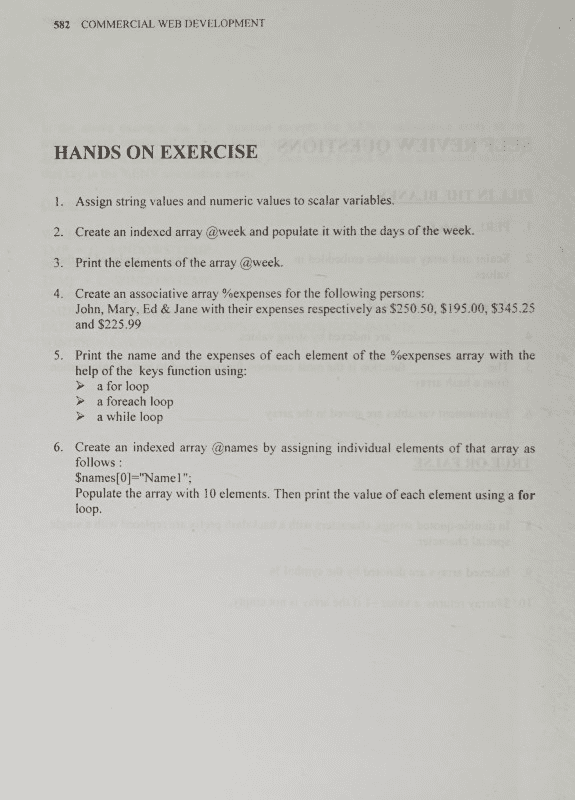 582 COMMERCIAL WEB DEVELOPMENT
HANDS ON EXERCISE
1. Assign string values and numeric values to scalar variables.
2. Create an indexed array @week and populate it with the days of the week.
3. Print the elements of the array @week.
4. Create an associative array %expenses for the following persons:
John, Mary, Ed & Jane with their expenses respectively as $250.50, $195.00, $345.25
and $225.99
5. Print the name and the expenses of each element of the %expenses array with the
help of the keys function using:
➢ a for loop
➢ a foreach loop
➢ a while loop
6. Create an indexed array @names by assigning individual elements of that array as
follows :
$names[0]="Name1";
Populate the array with 10 elements. Then print the value of each element using a for
loop.